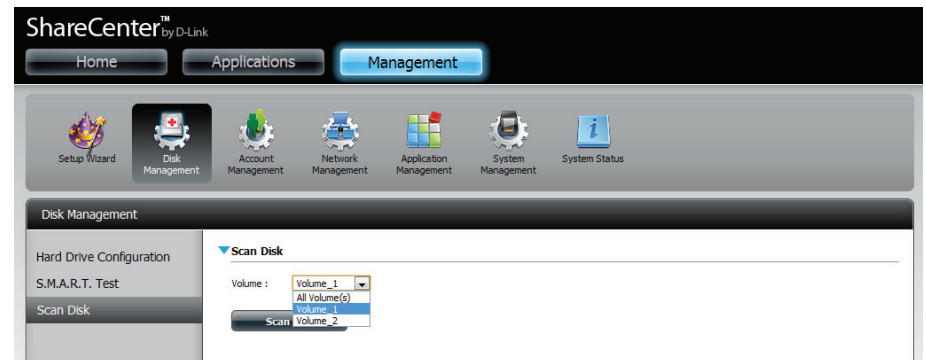 ShareCenter™ by D-Link
Home Applications Management
Setup Wizard Disk Management Account Management Network Management Application Management System Management System Status
Disk Management
Hard Drive Configuration
S.M.A.R.T. Test
Scan Disk
Scan Disk
Volume : Volume_1
All Volume(s)
Volume_1
Volume_2
Scan